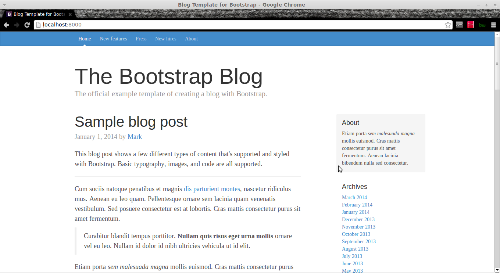 Blog Template for Bootstrap - Google Chrome
Blog Template for Boots
localhost:8000
Home New features Press New hires About
The Bootstrap Blog
The official example template of creating a blog with Bootstrap.
Sample blog post
January 1, 2014 by Mark
This blog post shows a few different types of content that's supported and styled
with Bootstrap. Basic typography, images, and code are all supported.
Cum sociis natoque penatibus et magnis dis parturient montes, nascetur ridiculus
mus. Aenean eu leo quam. Pellentesque ornare sem lacinia quam venenatis
vestibulum. Sed posuere consectetur est at lobortis. Cras mattis consectetur purus sit
amet fermentum.
Curabitur blandit tempus porttitor. Nullam quis risus eget urna mollis ornare
vel eu leo. Nullam id dolor id nibh ultricies vehicula ut id elit.
Etiam porta sem malesuada magna mollis euismod. Cras mattis consectetur purus
About
Etiam porta sem malesuada magna
mollis euismod. Cras mattis
consectetur purus sit amet
fermentum. Aenean lacinia
bibendum nulla sed consectetur.
Archives
March 2014
February 2014
January 2014
December 2013
November 2013
October 2013
September 2013
August 2013
July 2013
June 2013
May 2013